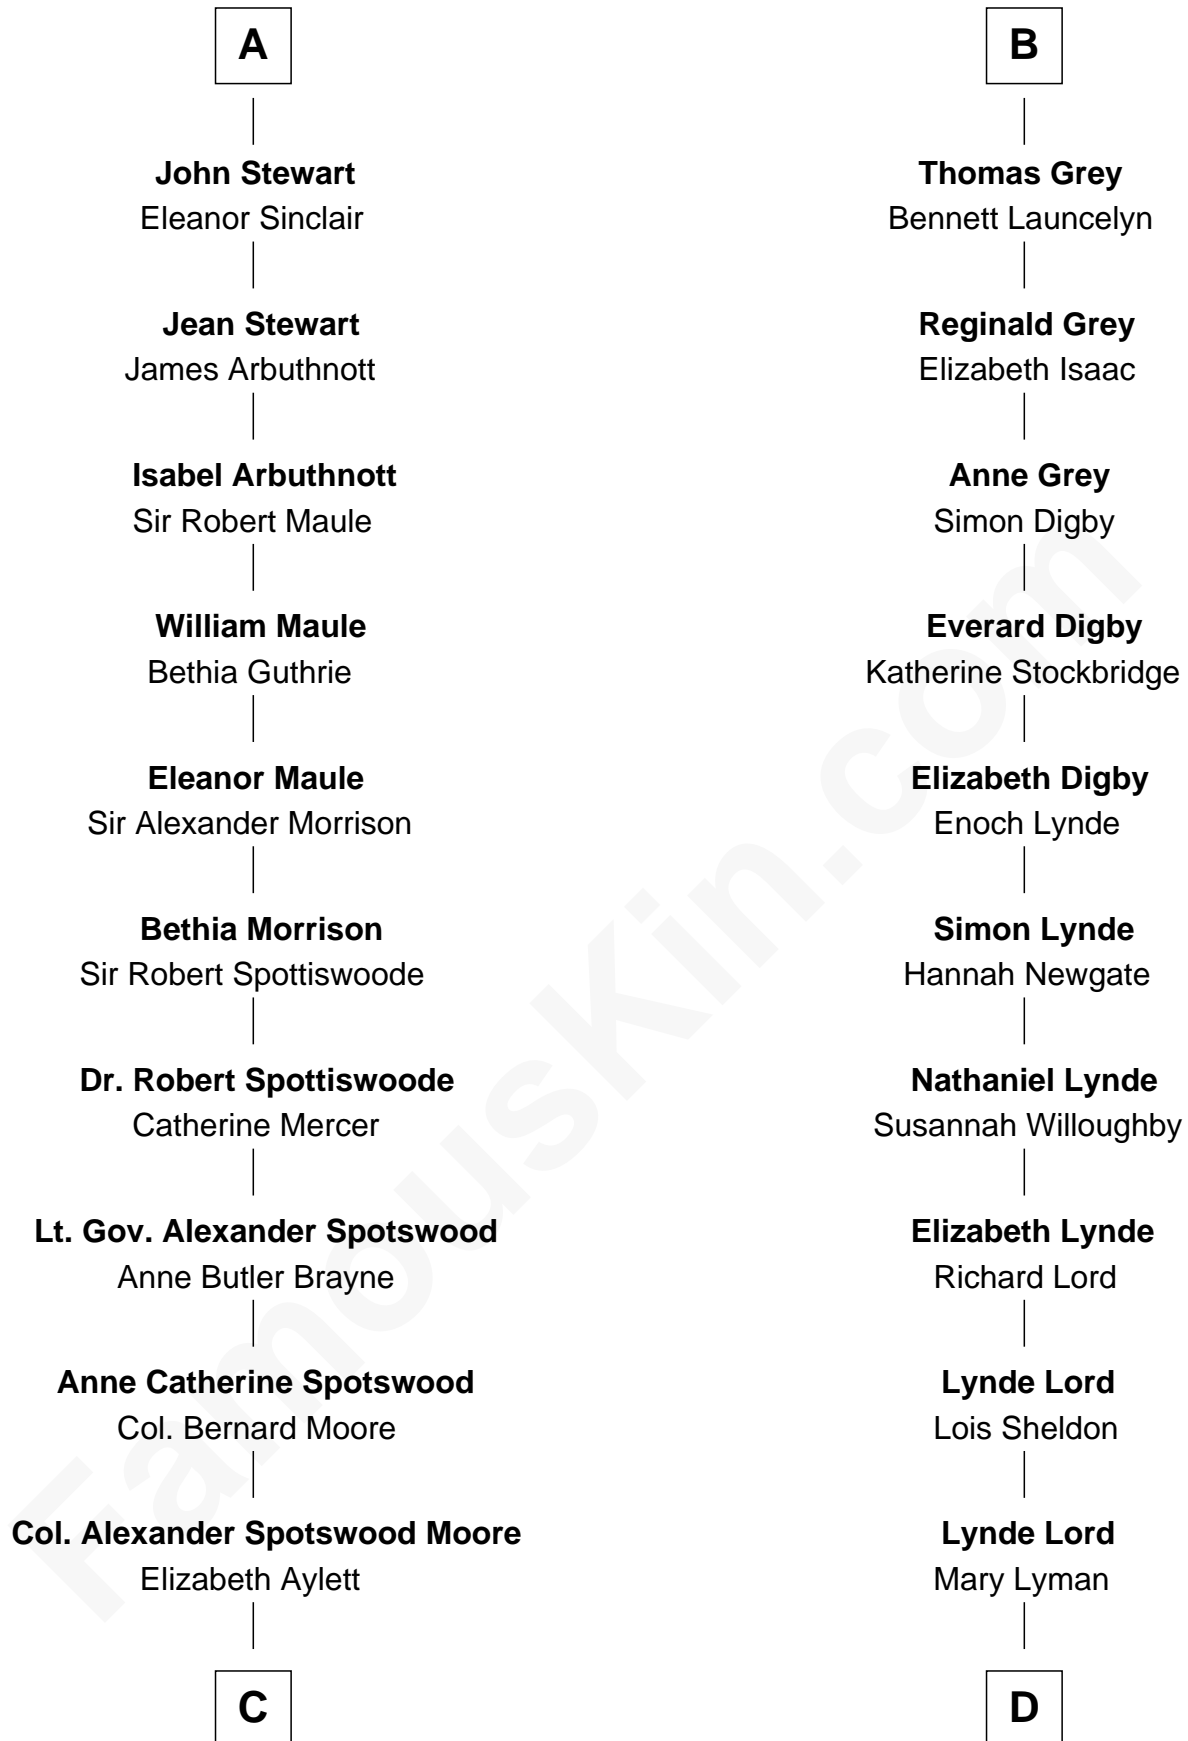 A
John Stewart
Eleanor Sinclair
Jean Stewart
James Arbuthnott
Isabel Arbuthnott
Sir Robert Maule
William Maule
Bethia Guthrie
Eleanor Maule
Sir Alexander Morrison
Bethia Morrison
Sir Robert Spottiswoode
Dr. Robert Spottiswoode
Catherine Mercer
Lt. Gov. Alexander Spotswood
Anne Butler Brayne
Anne Catherine Spotswood
Col. Bernard Moore
Col. Alexander Spotswood Moore
Elizabeth Aylett
C
B
Thomas Grey
Bennett Launcelyn
Reginald Grey
Elizabeth Isaac
Anne Grey
Simon Digby
Everard Digby
Katherine Stockbridge
Elizabeth Digby
Enoch Lynde
Simon Lynde
Hannah Newgate
Nathaniel Lynde
Susannah Willoughby
Elizabeth Lynde
Richard Lord
Lynde Lord
Lois Sheldon
Lynde Lord
Mary Lyman
D
FamousKin.com